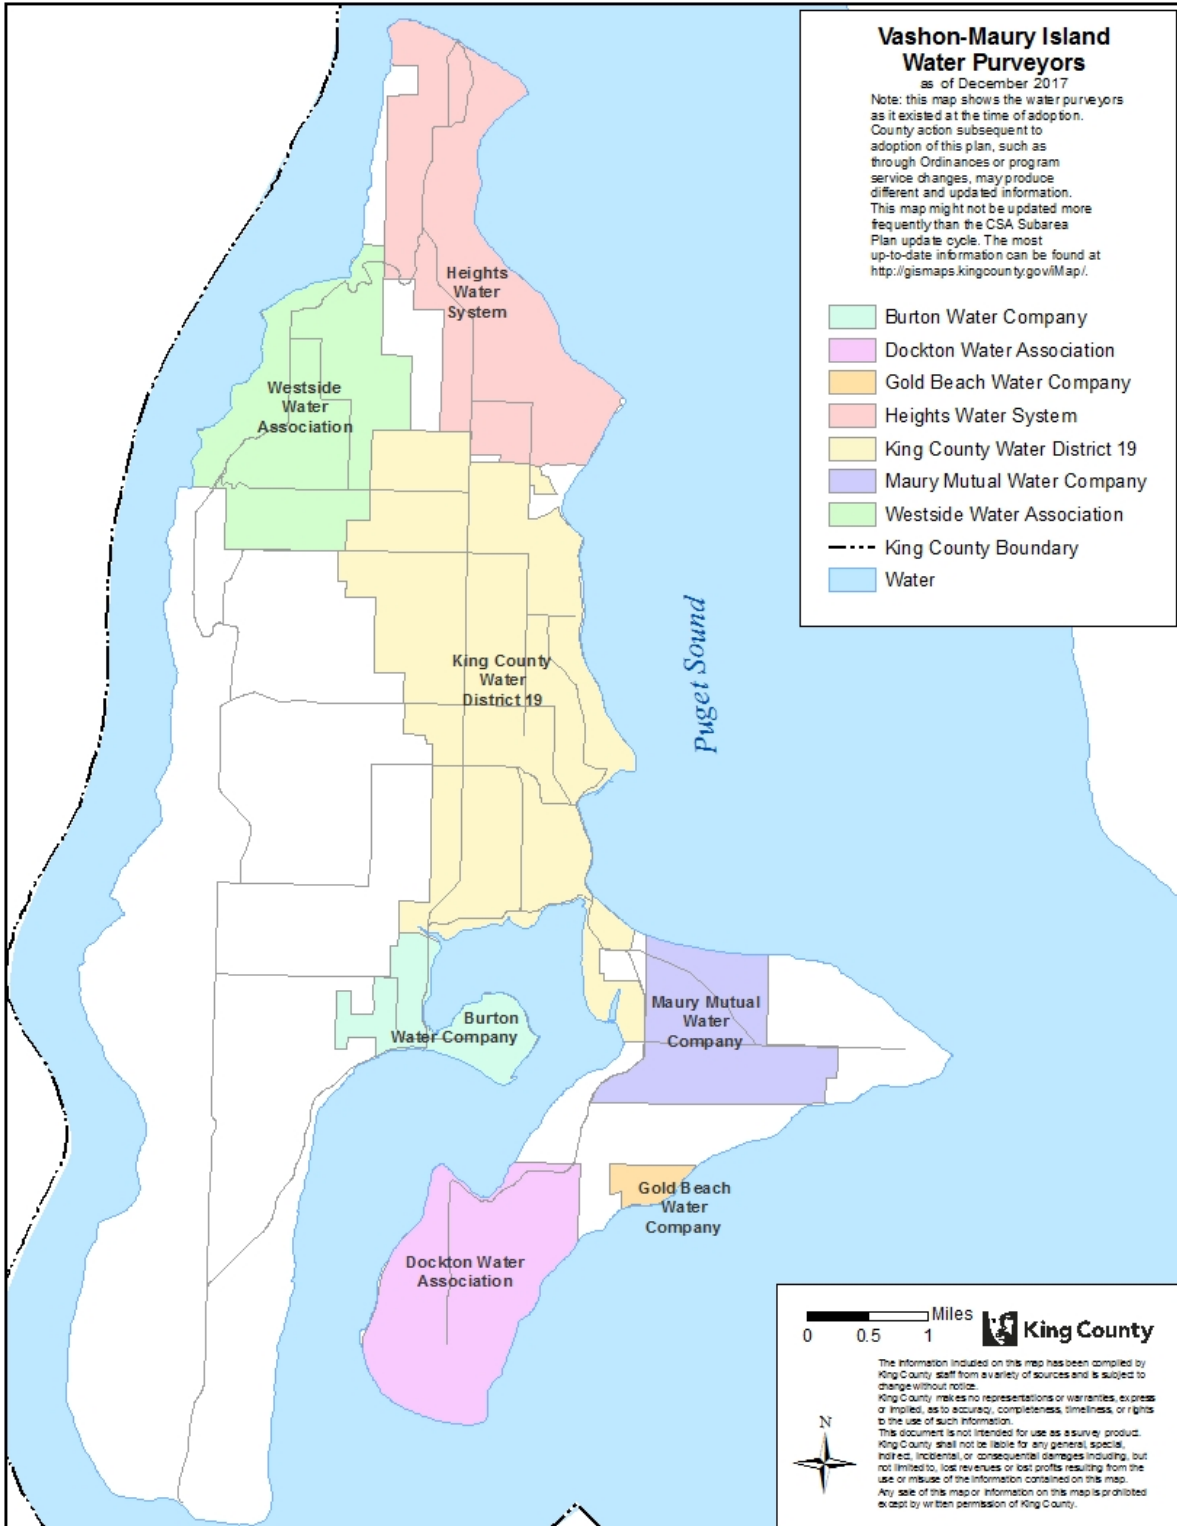 Vashon-Maury Island
Water Purveyors
as of December 2017
Note: this map shows the water purveyors
as it existed at the time of adoption.
County action subsequent to
adoption of this plan, such as
through Ordinances or program
service changes, may produce
different and updated information.
This map might not be updated more
frequently than the CSA Subarea
Plan update cycle. The most
up-to-date information can be found at
http://gismaps.kingcounty.gov/iMap/.
Burton Water Company
Dockton Water Association
Gold Beach Water Company
Heights Water System
King County Water District 19
Maury Mutual Water Company
Westside Water Association
King County Boundary
Water
Heights
Water
System
Westside
Water
Association
King County
Water
District 19
Puget Sound
Maury Mutual
Water
Company
Burton
Water Company
Gold Beach
Water
Company
Dockton Water
Association
Miles
0 0.5 1
King County
The information included on this map has been compiled by
King County staff from a variety of sources and is subject to
change without notice.
King County makes no representations or warranties, express
or implied, as to accuracy, completeness, timeliness, or rights
to the use of such information.
This document is not intended for use as a survey product.
King County shall not be liable for any general, special,
indirect, incidental, or consequential damages including, but
not limited to, lost revenues or lost profits resulting from the
use or misuse of the information contained on this map.
Any sale of this map or information on this map is prohibited
except by written permission of King County.
N